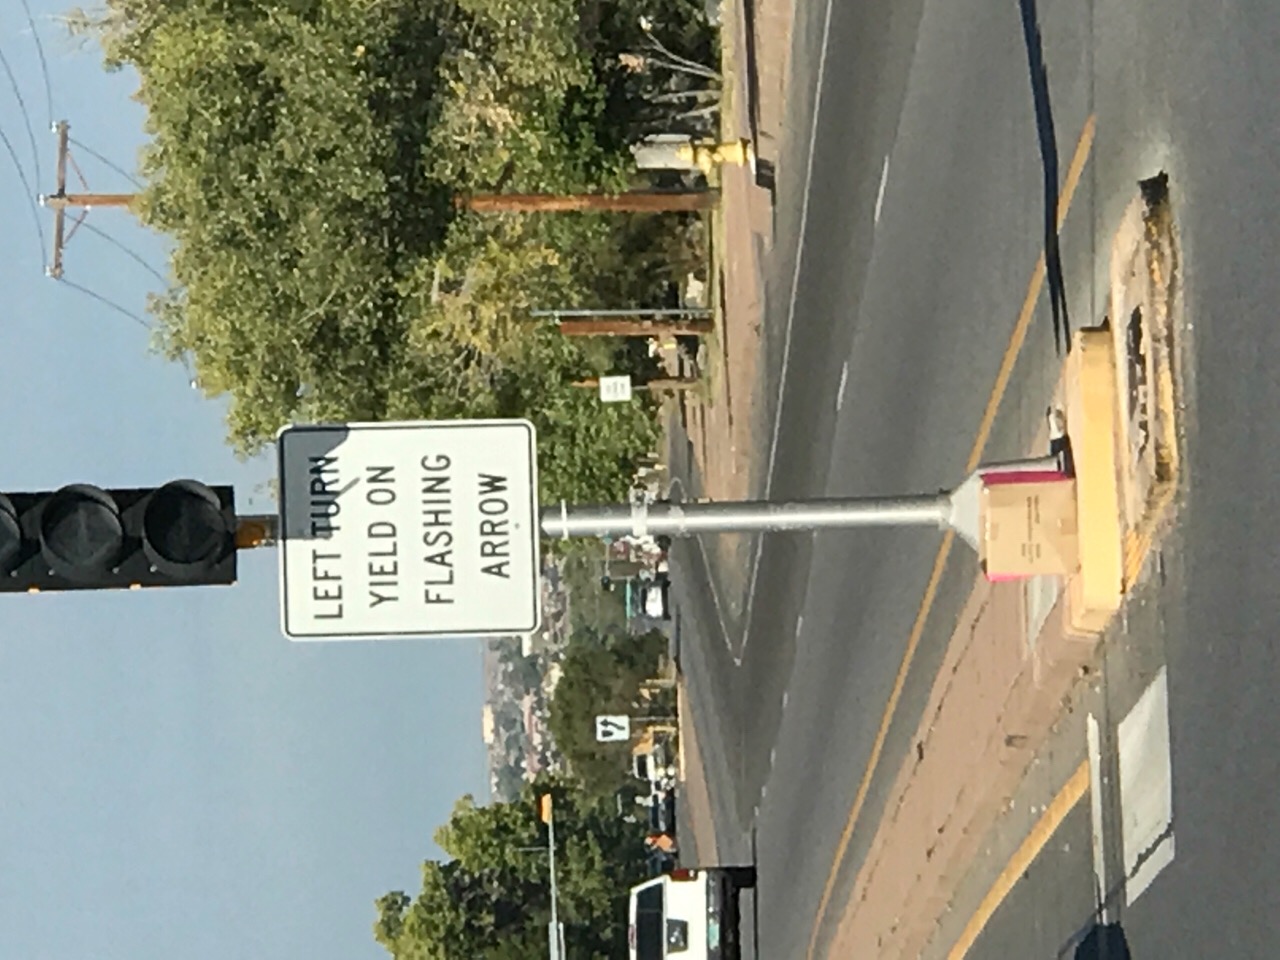 LEFT TURN
YIELD ON
FLASHING
ARROW